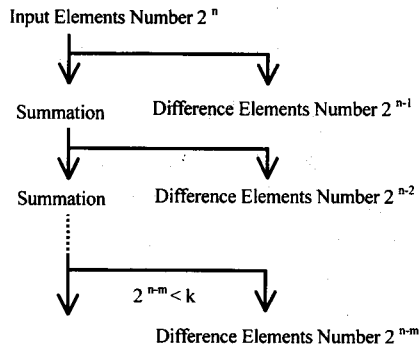 Input Elements Number 2^n
Summation Difference Elements Number 2^n-1
Summation Difference Elements Number 2^n-2
2^n-m < k
Difference Elements Number 2^n-m